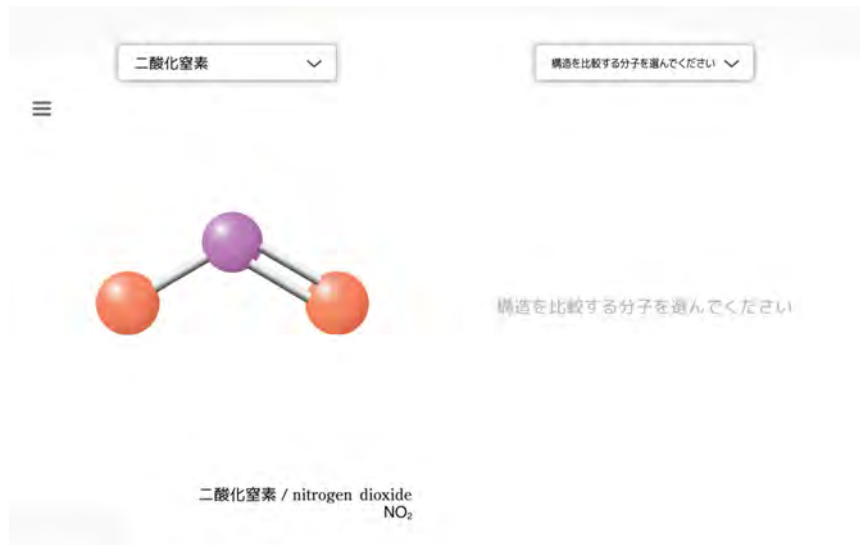 二酸化窒素
構造を比較する分子を選んでください
構造を比較する分子を選んでください
二酸化窒素 / nitrogen dioxide
NO₂